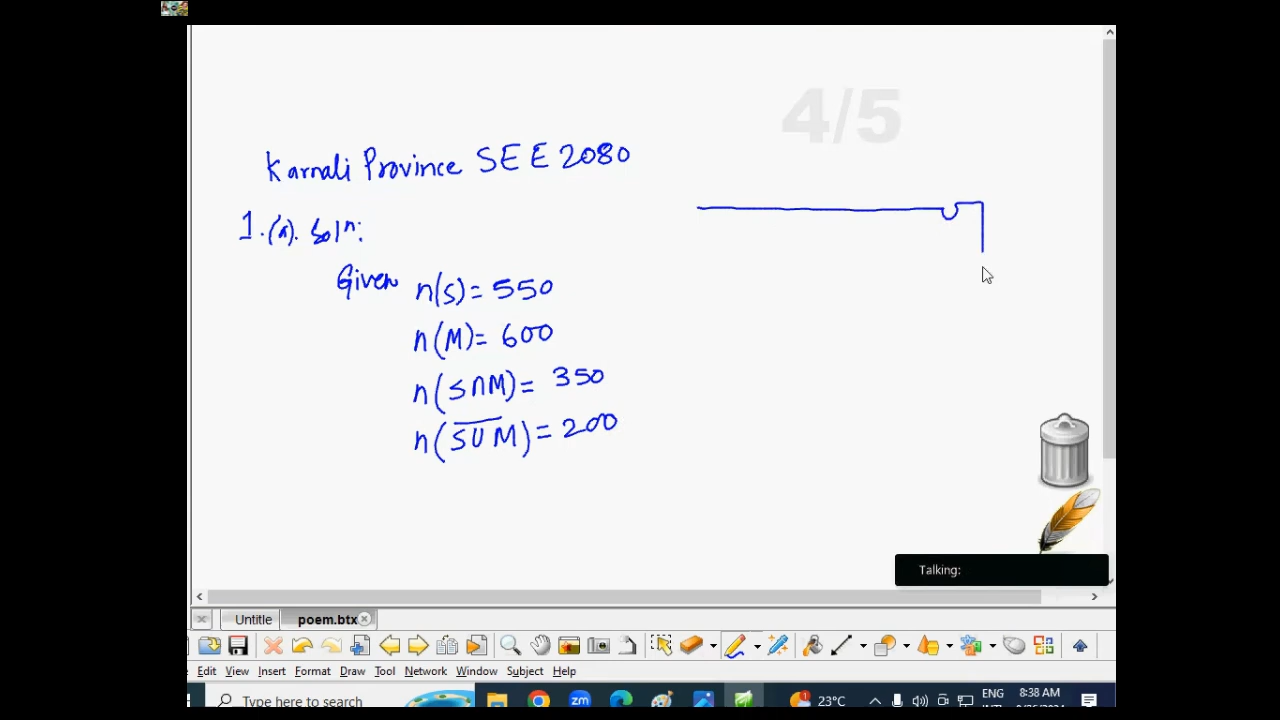 4/5
Karnali Province SEE 2080
1.(a). Soln:
Given n(S) = 550
n(M) = 600
n(S∩M) = 350
n(S̅∪̅M̅) = 200
Talking:
Untitle poem.btx
Edit View Insert Format Draw Tool Network Window Subject Help
Type here to search
zm
23°C
ENG
8:38 AM